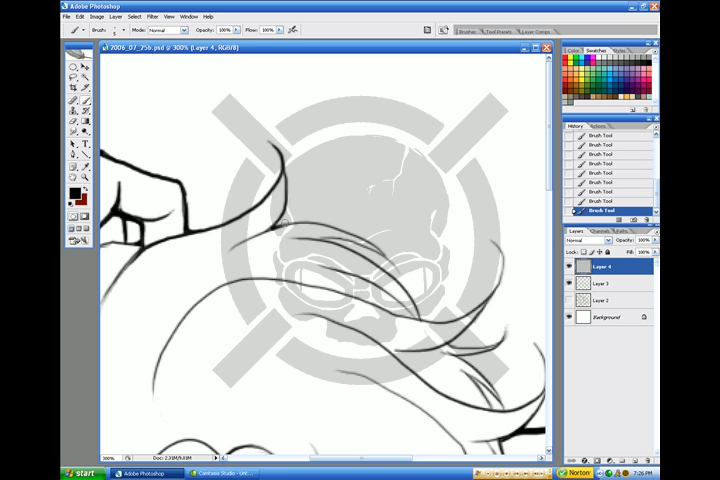 Adobe Photoshop
File Edit Image Layer Select Filter View Window Help
Brush: Mode: Normal Opacity: 100% Flow: 100%
Brushes Tool Presets Layer Comps
2006_07_25b.psd @ 300% (Layer 4, RGB/8)
Color Swatches Styles
History Actions
Brush Tool
Brush Tool
Brush Tool
Brush Tool
Brush Tool
Brush Tool
Brush Tool
Brush Tool
Layers Channels Paths
Normal Opacity: 100%
Lock: Fill: 100%
Layer 4
Layer 3
Layer 2
Background
300% Doc: 2.31M/9.81M
start Adobe Photoshop Camtasia Studio - Unt... Norton 7:26 PM